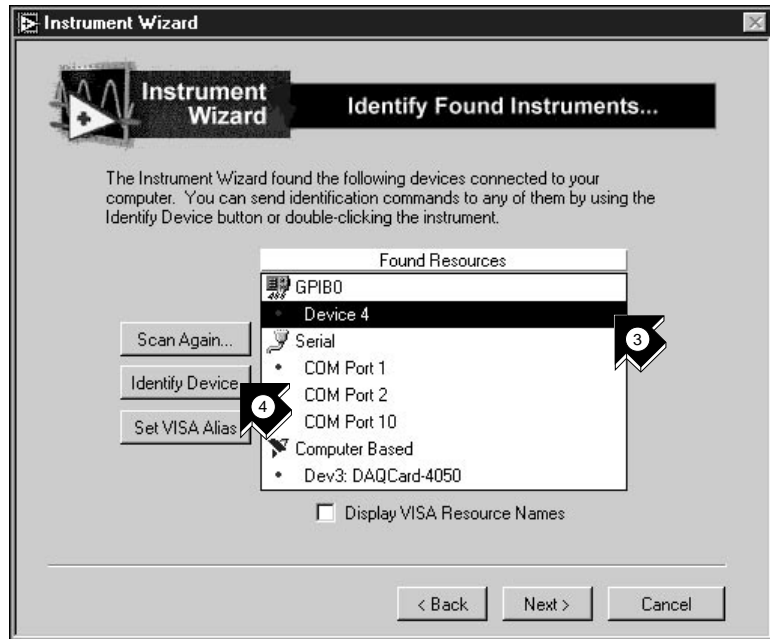 Instrument Wizard
Instrument
Wizard
Identify Found Instruments...
The Instrument Wizard found the following devices connected to your
computer. You can send identification commands to any of them by using the
Identify Device button or double-clicking the instrument.
Found Resources
GPIB0
Device 4
3
Scan Again...
Serial
COM Port 1
Identify Device
COM Port 2
4
Set VISA Alias
COM Port 10
Computer Based
Dev3: DAQCard-4050
Display VISA Resource Names
< Back
Next >
Cancel